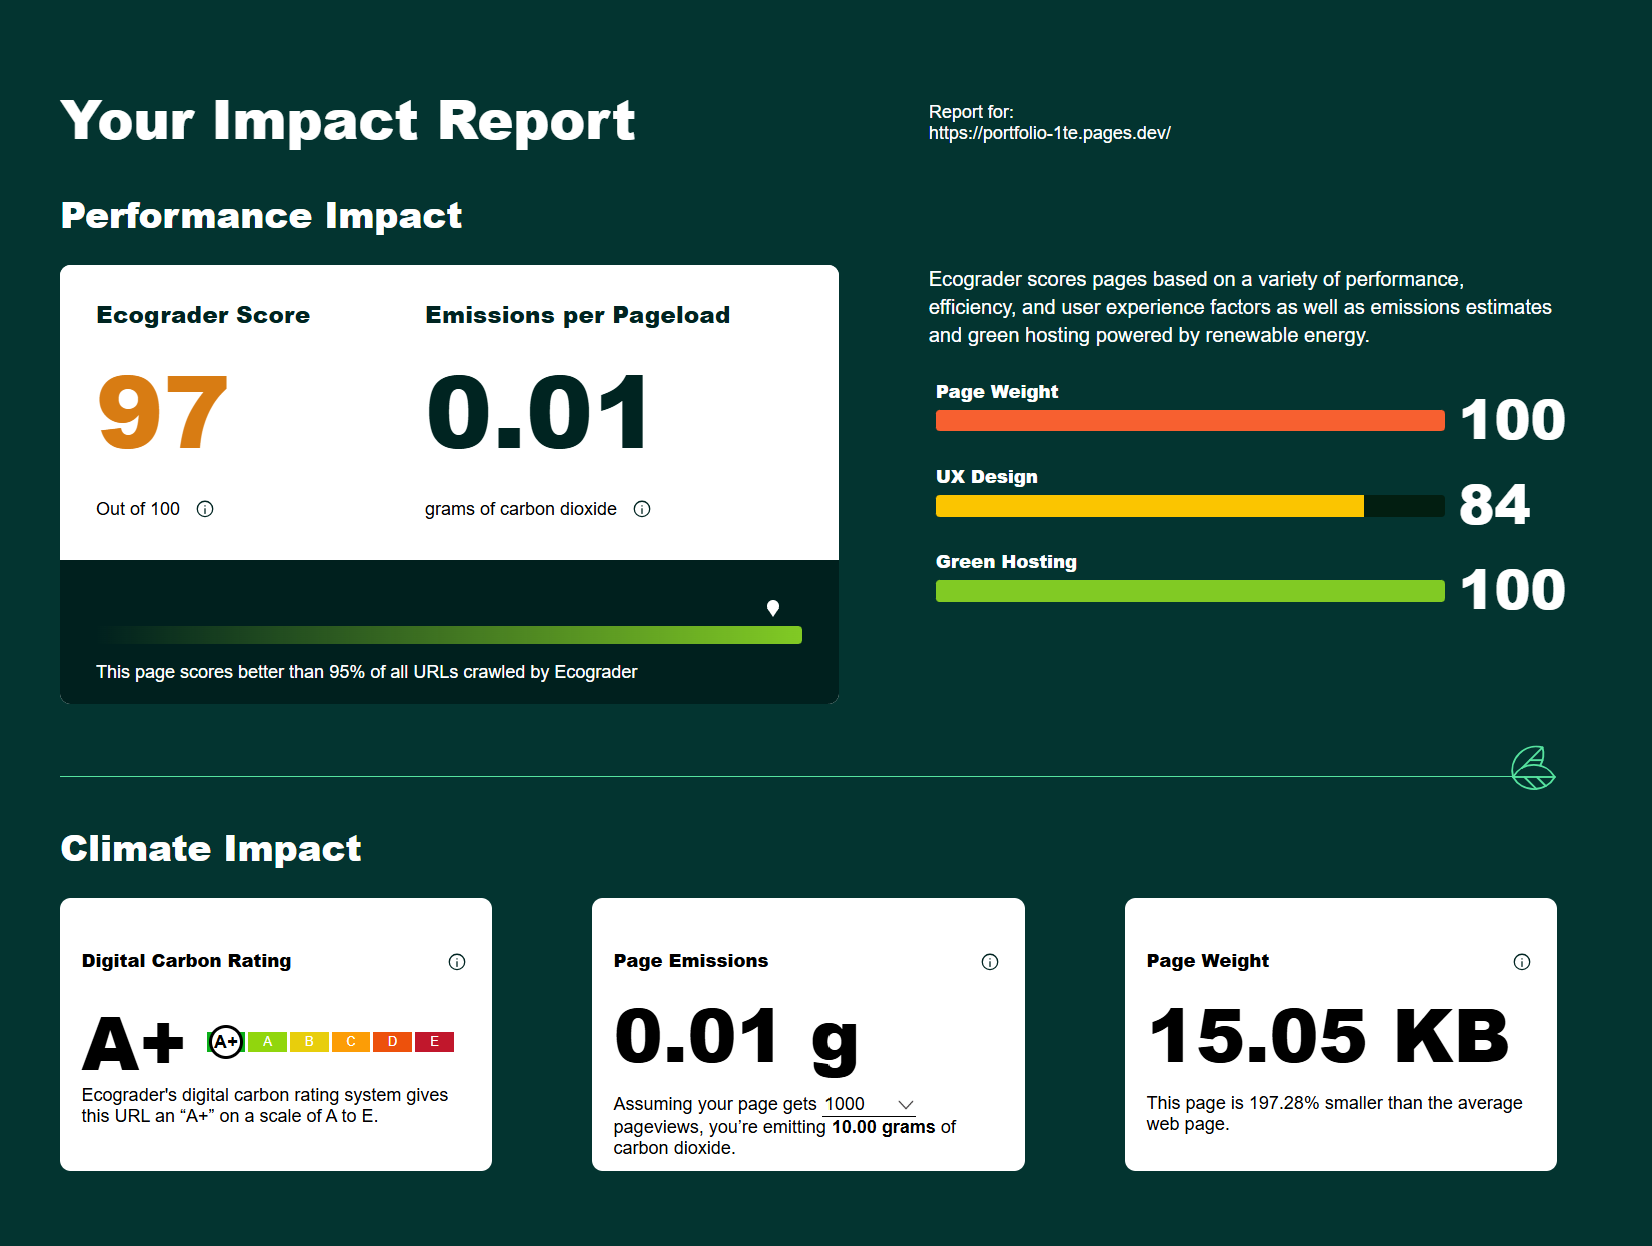 Your Impact Report
Report for:
https://portfolio-1te.pages.dev/
Performance Impact
Ecograder Score
97
Out of 100
Emissions per Pageload
0.01
grams of carbon dioxide
This page scores better than 95% of all URLs crawled by Ecograder
Ecograder scores pages based on a variety of performance,
efficiency, and user experience factors as well as emissions estimates
and green hosting powered by renewable energy.
Page Weight
100
UX Design
84
Green Hosting
100
Climate Impact
Digital Carbon Rating
A+
A+ A B C D E
Ecograder's digital carbon rating system gives
this URL an “A+” on a scale of A to E.
Page Emissions
0.01 g
Assuming your page gets 1000
pageviews, you’re emitting 10.00 grams of
carbon dioxide.
Page Weight
15.05 KB
This page is 197.28% smaller than the average
web page.